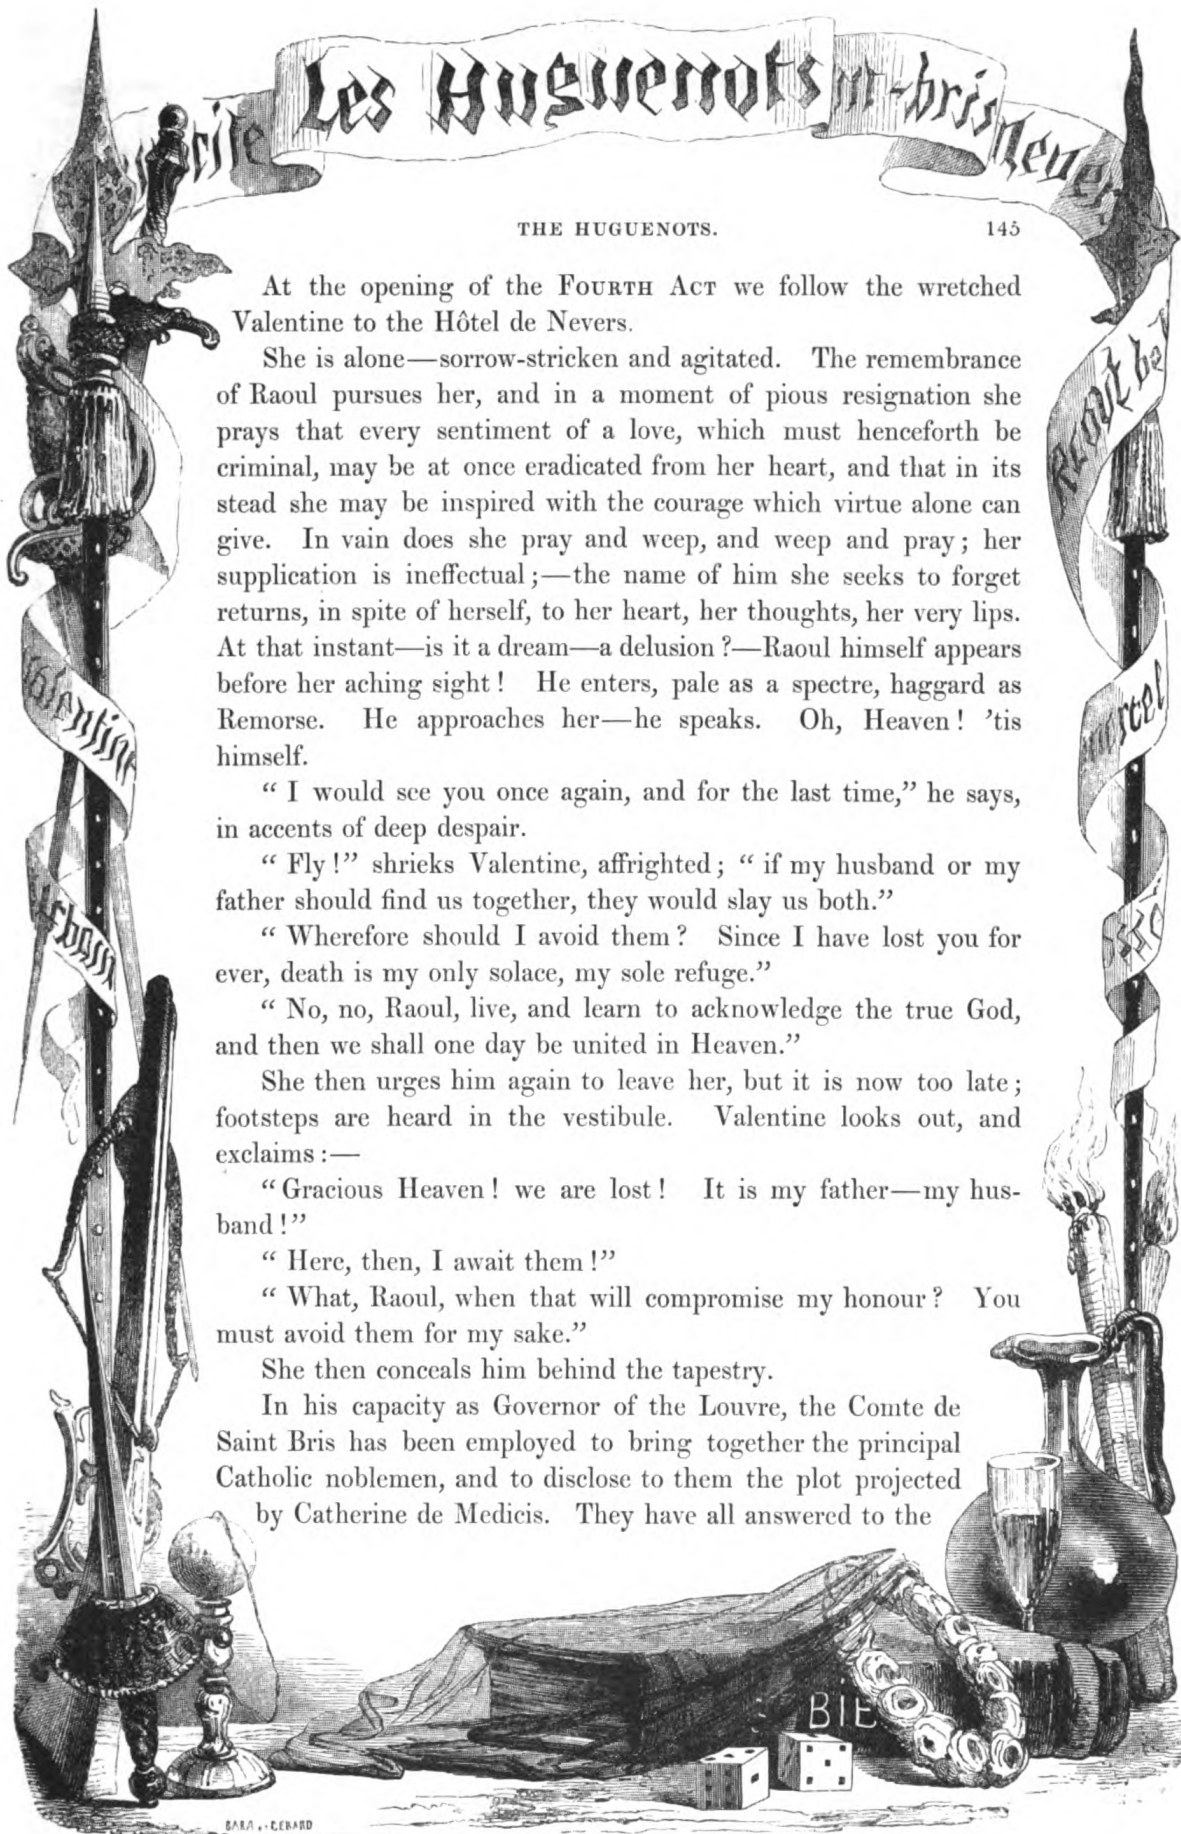 Les Huguenots
THE HUGUENOTS. 145
At the opening of the FOURTH ACT we follow the wretched
Valentine to the Hôtel de Nevers.
She is alone—sorrow-stricken and agitated. The remembrance
of Raoul pursues her, and in a moment of pious resignation she
prays that every sentiment of a love, which must henceforth be
criminal, may be at once eradicated from her heart, and that in its
stead she may be inspired with the courage which virtue alone can
give. In vain does she pray and weep, and weep and pray; her
supplication is ineffectual;—the name of him she seeks to forget
returns, in spite of herself, to her heart, her thoughts, her very lips.
At that instant—is it a dream—a delusion?—Raoul himself appears
before her aching sight! He enters, pale as a spectre, haggard as
Remorse. He approaches her—he speaks. Oh, Heaven! 'tis
himself.
"I would see you once again, and for the last time," he says,
in accents of deep despair.
"Fly!" shrieks Valentine, affrighted; "if my husband or my
father should find us together, they would slay us both."
"Wherefore should I avoid them? Since I have lost you for
ever, death is my only solace, my sole refuge."
"No, no, Raoul, live, and learn to acknowledge the true God,
and then we shall one day be united in Heaven."
She then urges him again to leave her, but it is now too late;
footsteps are heard in the vestibule. Valentine looks out, and
exclaims:—
"Gracious Heaven! we are lost! It is my father—my hus-
band!"
"Here, then, I await them!"
"What, Raoul, when that will compromise my honour? You
must avoid them for my sake."
She then conceals him behind the tapestry.
In his capacity as Governor of the Louvre, the Comte de
Saint Bris has been employed to bring together the principal
Catholic noblemen, and to disclose to them the plot projected
by Catherine de Medicis. They have all answered to the
BIE